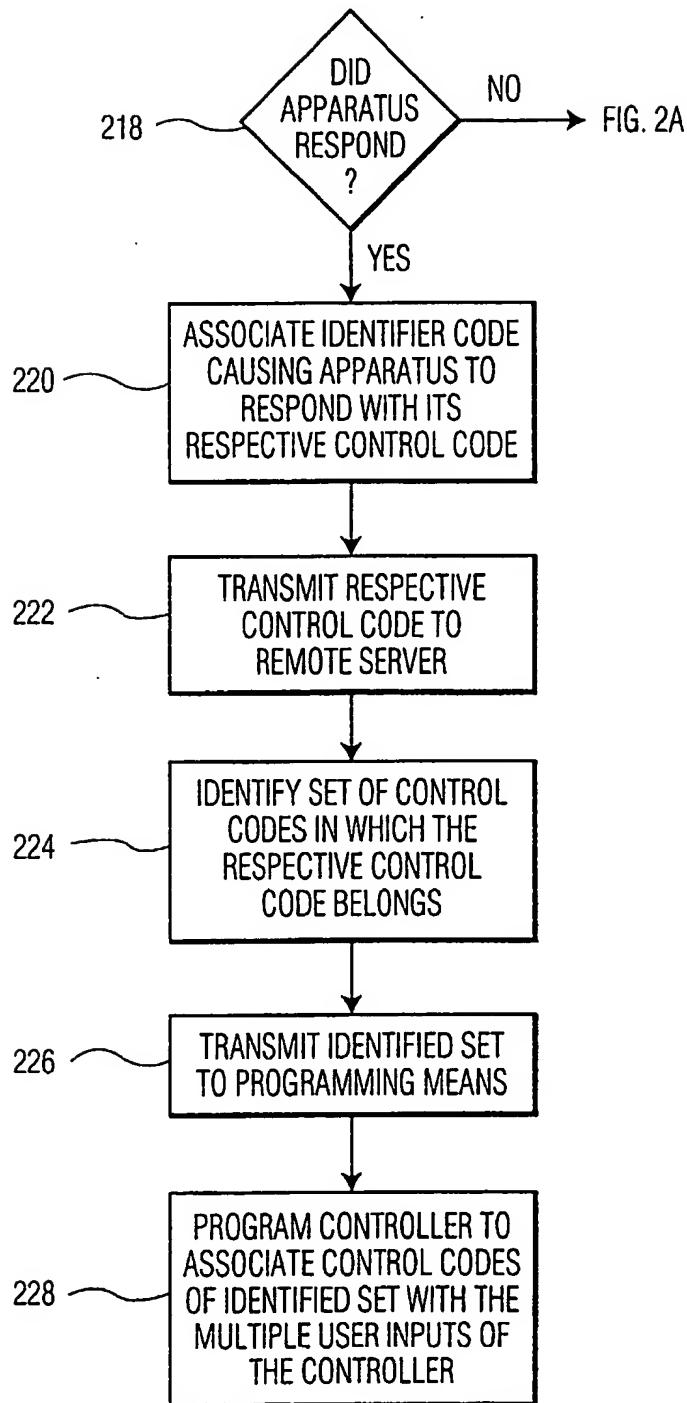 DID
APPARATUS
RESPOND
?
218
NO
FIG. 2A
YES
220
ASSOCIATE IDENTIFIER CODE
CAUSING APPARATUS TO
RESPOND WITH ITS
RESPECTIVE CONTROL CODE
222
TRANSMIT RESPECTIVE
CONTROL CODE TO
REMOTE SERVER
224
IDENTIFY SET OF CONTROL
CODES IN WHICH THE
RESPECTIVE CONTROL
CODE BELONGS
226
TRANSMIT IDENTIFIED SET
TO PROGRAMMING MEANS
228
PROGRAM CONTROLLER TO
ASSOCIATE CONTROL CODES
OF IDENTIFIED SET WITH THE
MULTIPLE USER INPUTS OF
THE CONTROLLER